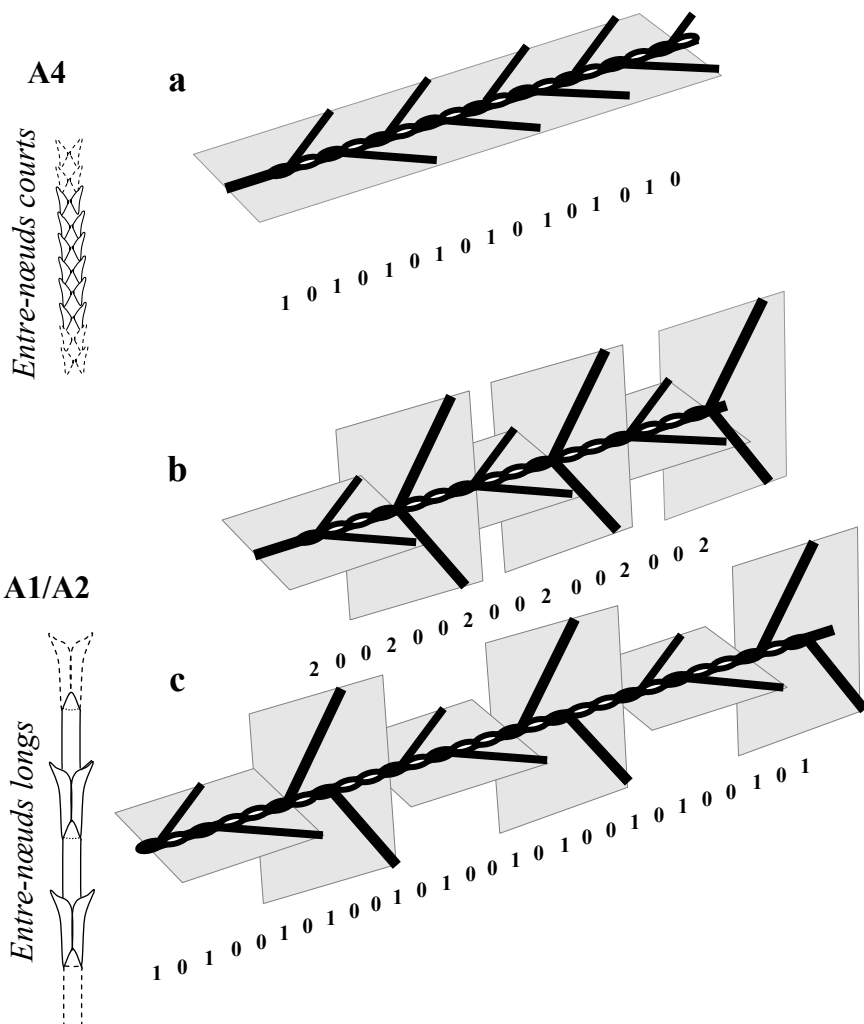 A4
a
Entre-nœuds courts
1 0 1 0 1 0 1 0 1 0 1 0 1 0 1 0
b
2 0 0 2 0 0 2 0 0 2 0 0 2 0 0 2
A1/A2
c
Entre-nœuds longs
1 0 1 0 0 1 0 1 0 0 1 0 1 0 0 1 0 1 0 0 1 0 1 0 0 1 0 1